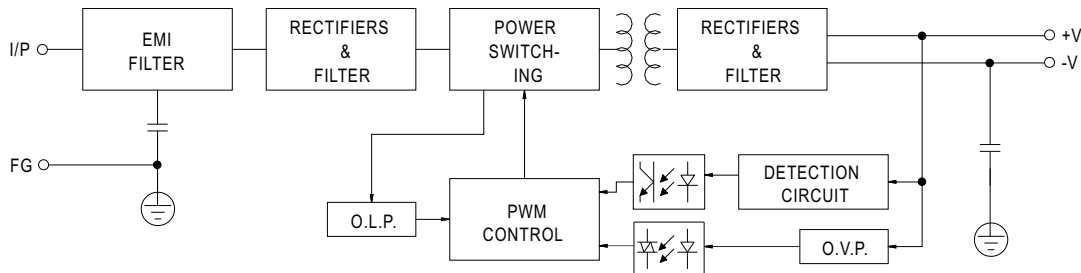 I/P
EMI
FILTER
RECTIFIERS
&
FILTER
POWER
SWITCH-
ING
RECTIFIERS
&
FILTER
+V
-V
FG
O.L.P.
PWM
CONTROL
DETECTION
CIRCUIT
O.V.P.